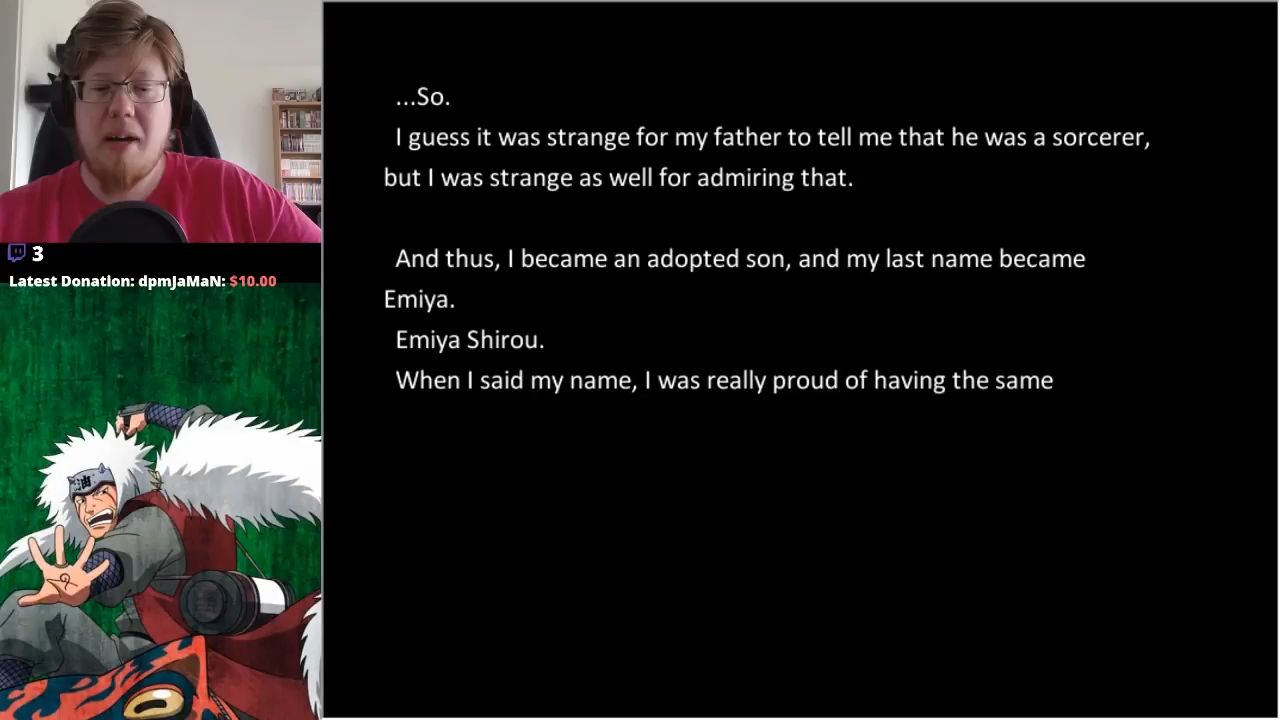 ...So.
I guess it was strange for my father to tell me that he was a sorcerer,
but I was strange as well for admiring that.
And thus, I became an adopted son, and my last name became
Emiya.
Emiya Shirou.
When I said my name, I was really proud of having the same
3
Latest Donation: dpmJaMaN: $10.00
油